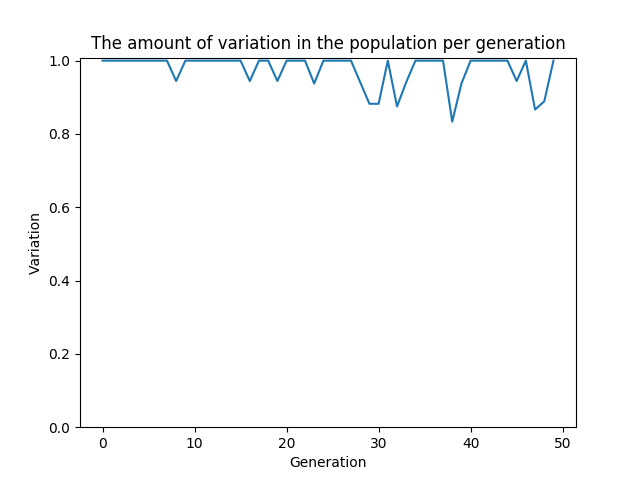 The amount of variation in the population per generation
1.0
0.8
0.6
0.4
0.2
0.0
Variation
0 10 20 30 40 50
Generation